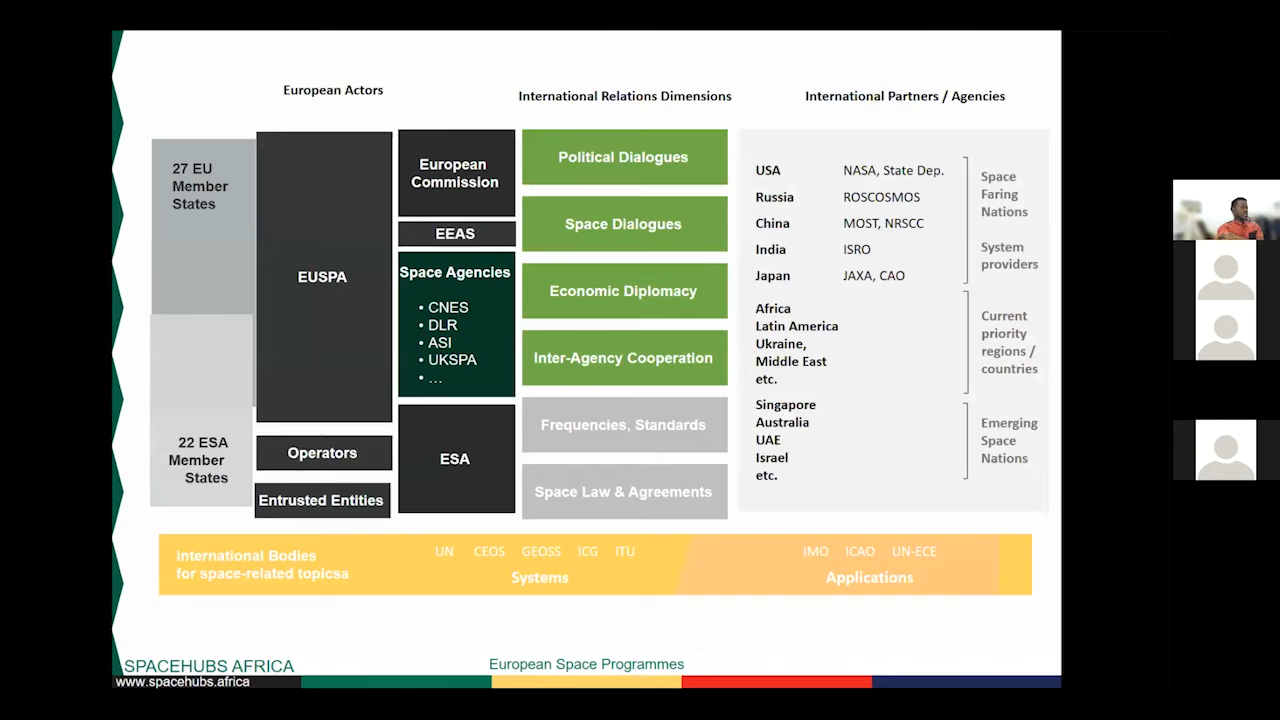 European Actors
International Relations Dimensions
International Partners / Agencies
27 EU
Member
States
22 ESA
Member
States
EUSPA
Operators
Entrusted Entities
European
Commission
EEAS
Space Agencies
• CNES
• DLR
• ASI
• UKSPA
• ...
ESA
Political Dialogues
Space Dialogues
Economic Diplomacy
Inter-Agency Cooperation
Frequencies, Standards
Space Law & Agreements
USA NASA, State Dep.
Russia ROSCOSMOS
China MOST, NRSCC
India ISRO
Japan JAXA, CAO
Space
Faring
Nations
System
providers
Africa
Latin America
Ukraine,
Middle East
etc.
Current
priority
regions /
countries
Singapore
Australia
UAE
Israel
etc.
Emerging
Space
Nations
International Bodies
for space-related topicsa
UN CEOS GEOSS ICG ITU
Systems
IMO ICAO UN-ECE
Applications
SPACEHUBS AFRICA
European Space Programmes
www.spacehubs.africa